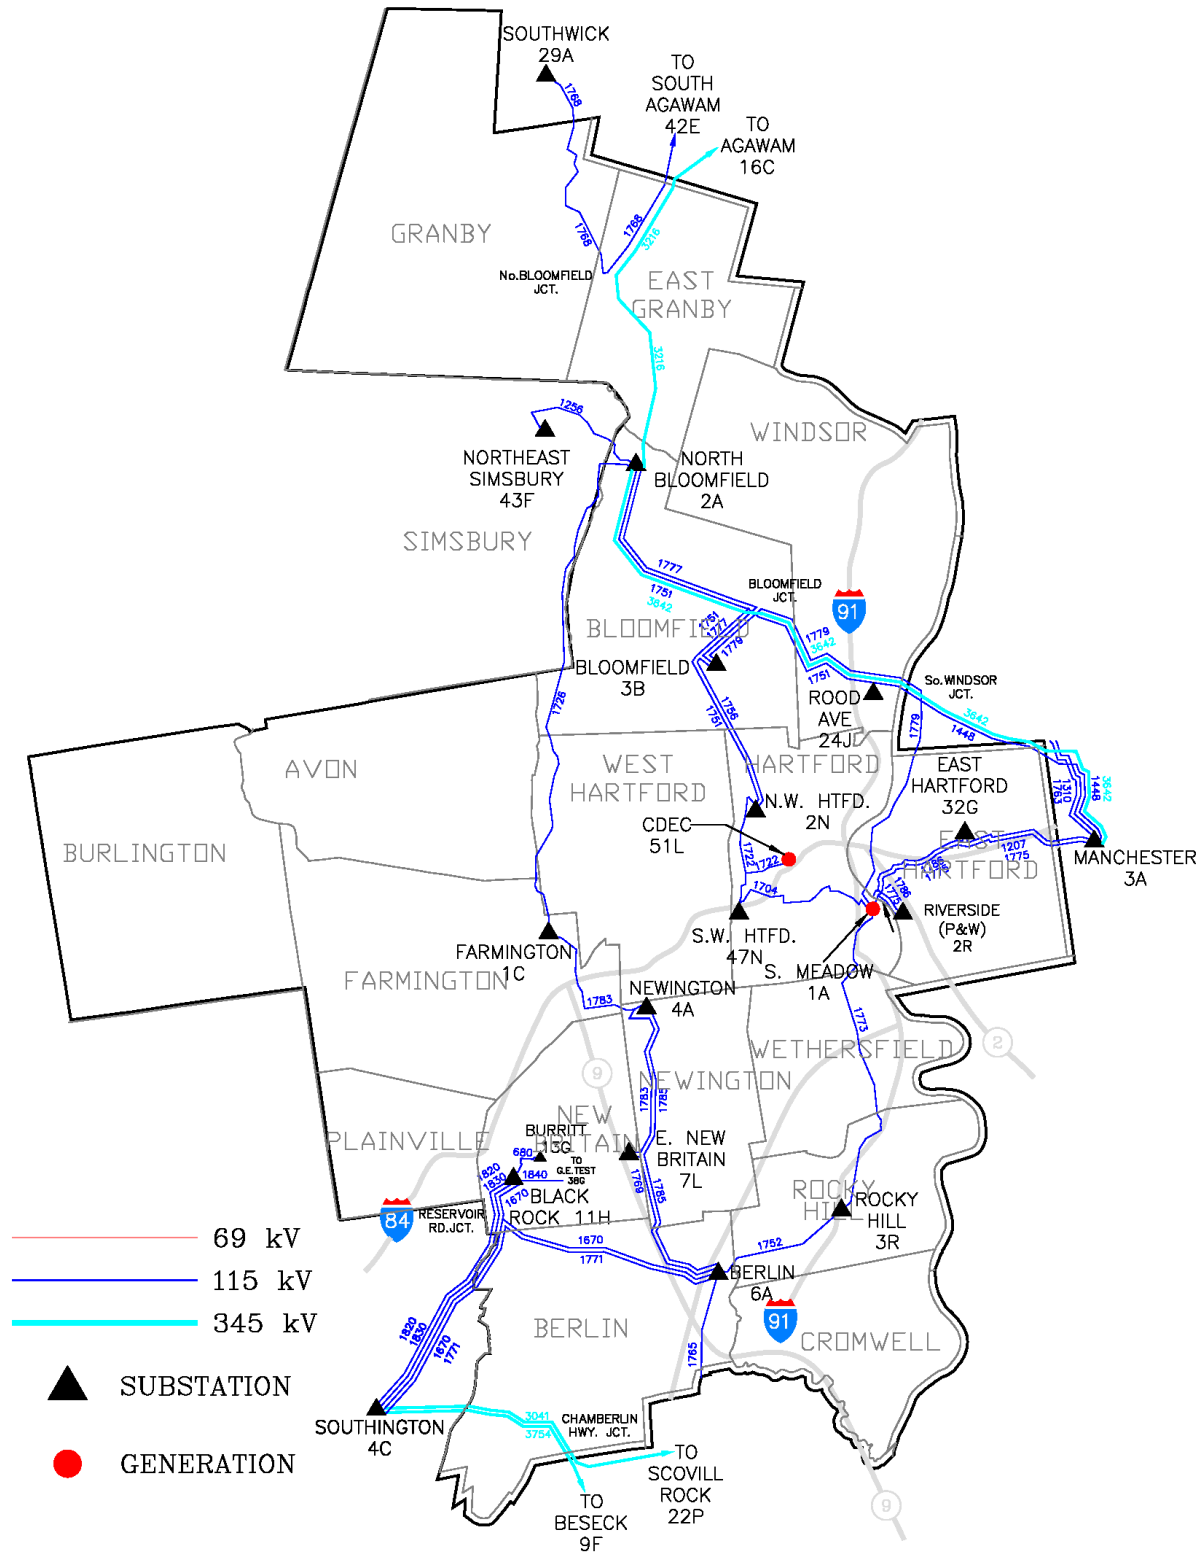 SOUTHWICK
29A
TO
SOUTH
AGAWAM
42E
TO
AGAWAM
16C
1768
GRANBY
1768
1768
3216
No.BLOOMFIELD
JCT.
EAST
GRANBY
3216
1256
WINDSOR
NORTHEAST
SIMSBURY
43F
NORTH
BLOOMFIELD
2A
SIMSBURY
1777
1751
3642
BLOOMFIELD
JCT.
91
1751
1777
1779
BLOOMFIELD
1779
3642
1751
BLOOMFIELD
3B
ROOD
AVE
24JL
So.WINDSOR
JCT.
3642
1448
1726
1756
1751
1779
AVON
WEST
HARTFORD
HARTFORD
EAST
HARTFORD
32G
1310
1763
3642
1448
N.W. HTFD.
2N
CDEC
51L
BURLINGTON
1722
1722
EAST
HARTFORD
1207
1775
MANCHESTER
3A
1704
1786
1775
RIVERSIDE
(P&W)
2R
S.W. HTFD.
47N
S. MEADOW
1A
FARMINGTON
1C
FARMINGTON
1783
NEWINGTON
4A
1773
2
WETHERSFIELD
9
NEWINGTON
1783
1785
NEW
BRITAIN
PLAINVILLE
BURRITT
13G
680
TO
G.E.TEST
38G
1840
E. NEW
BRITAIN
7L
1820
1830
1670
1769
1785
BLACK
ROCK 11H
ROCKY
HILL
ROCKY
HILL
3R
84
RESERVOIR
RD.JCT.
1670
1771
1752
BERLIN
6A
69 kV
115 kV
345 kV
1820
1830
1670
1771
BERLIN
1765
91
CROMWELL
SUBSTATION
SOUTHINGTON
4C
3041
3754
CHAMBERLIN
HWY. JCT.
GENERATION
TO
SCOVILL
ROCK
22P
TO
BESECK
9F
9